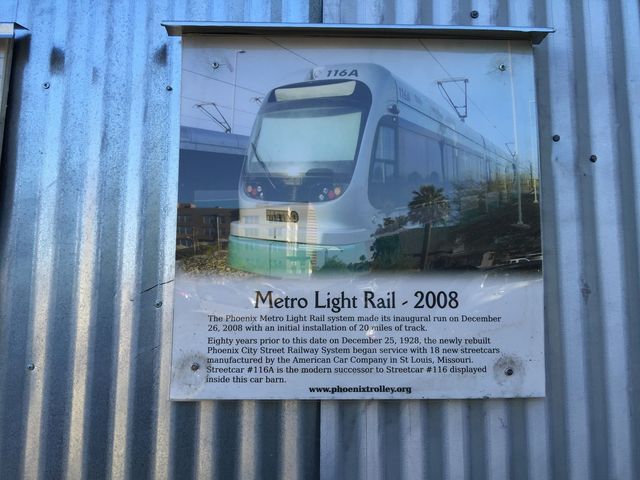 116A
Metro Light Rail - 2008
The Phoenix Metro Light Rail system made its inaugural run on December
26, 2008 with an initial installation of 20 miles of track.
Eighty years prior to this date on December 25, 1928, the newly rebuilt
Phoenix City Street Railway System began service with 18 new streetcars
manufactured by the American Car Company in St Louis, Missouri.
Streetcar #116A is the modern successor to Streetcar #116 displayed
inside this car barn.
www.phoenixtrolley.org